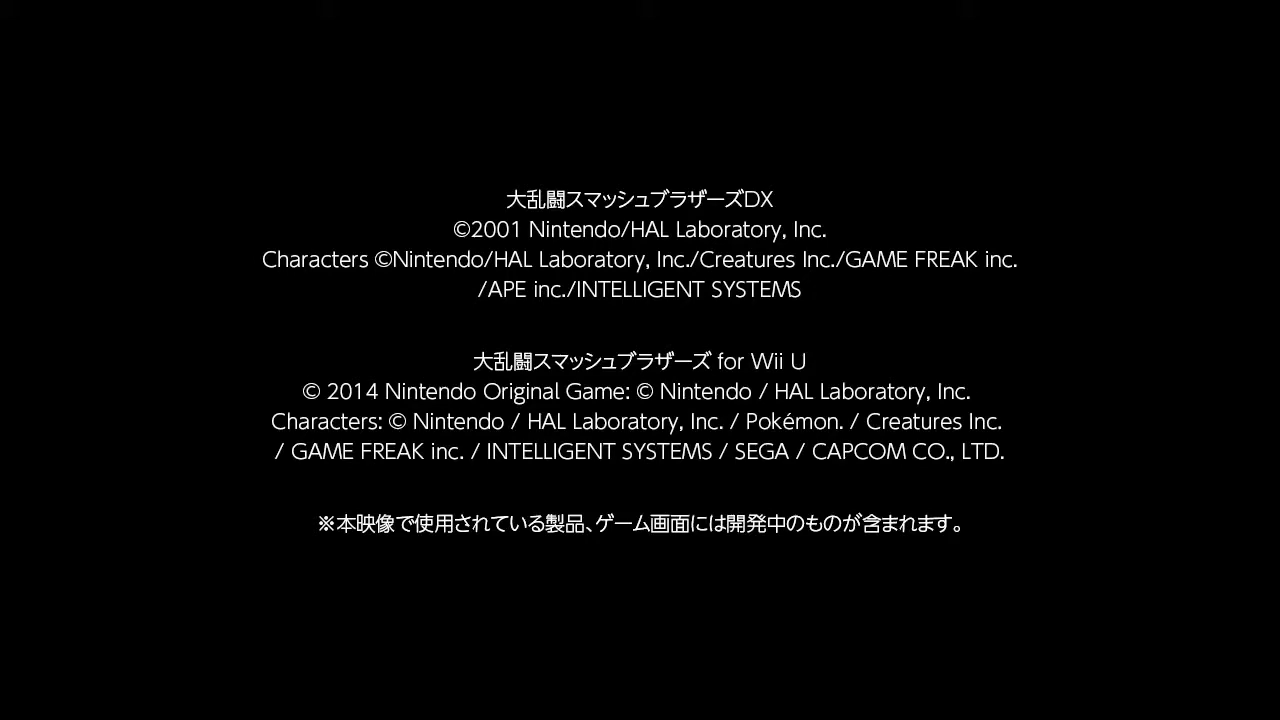 大乱闘スマッシュブラザーズDX
©2001 Nintendo/HAL Laboratory, Inc.
Characters ©Nintendo/HAL Laboratory, Inc./Creatures Inc./GAME FREAK inc.
/APE inc./INTELLIGENT SYSTEMS
大乱闘スマッシュブラザーズ for Wii U
© 2014 Nintendo Original Game: © Nintendo / HAL Laboratory, Inc.
Characters: © Nintendo / HAL Laboratory, Inc. / Pokémon. / Creatures Inc.
/ GAME FREAK inc. / INTELLIGENT SYSTEMS / SEGA / CAPCOM CO., LTD.
※本映像で使用されている製品、ゲーム画面には開発中のものが含まれます。